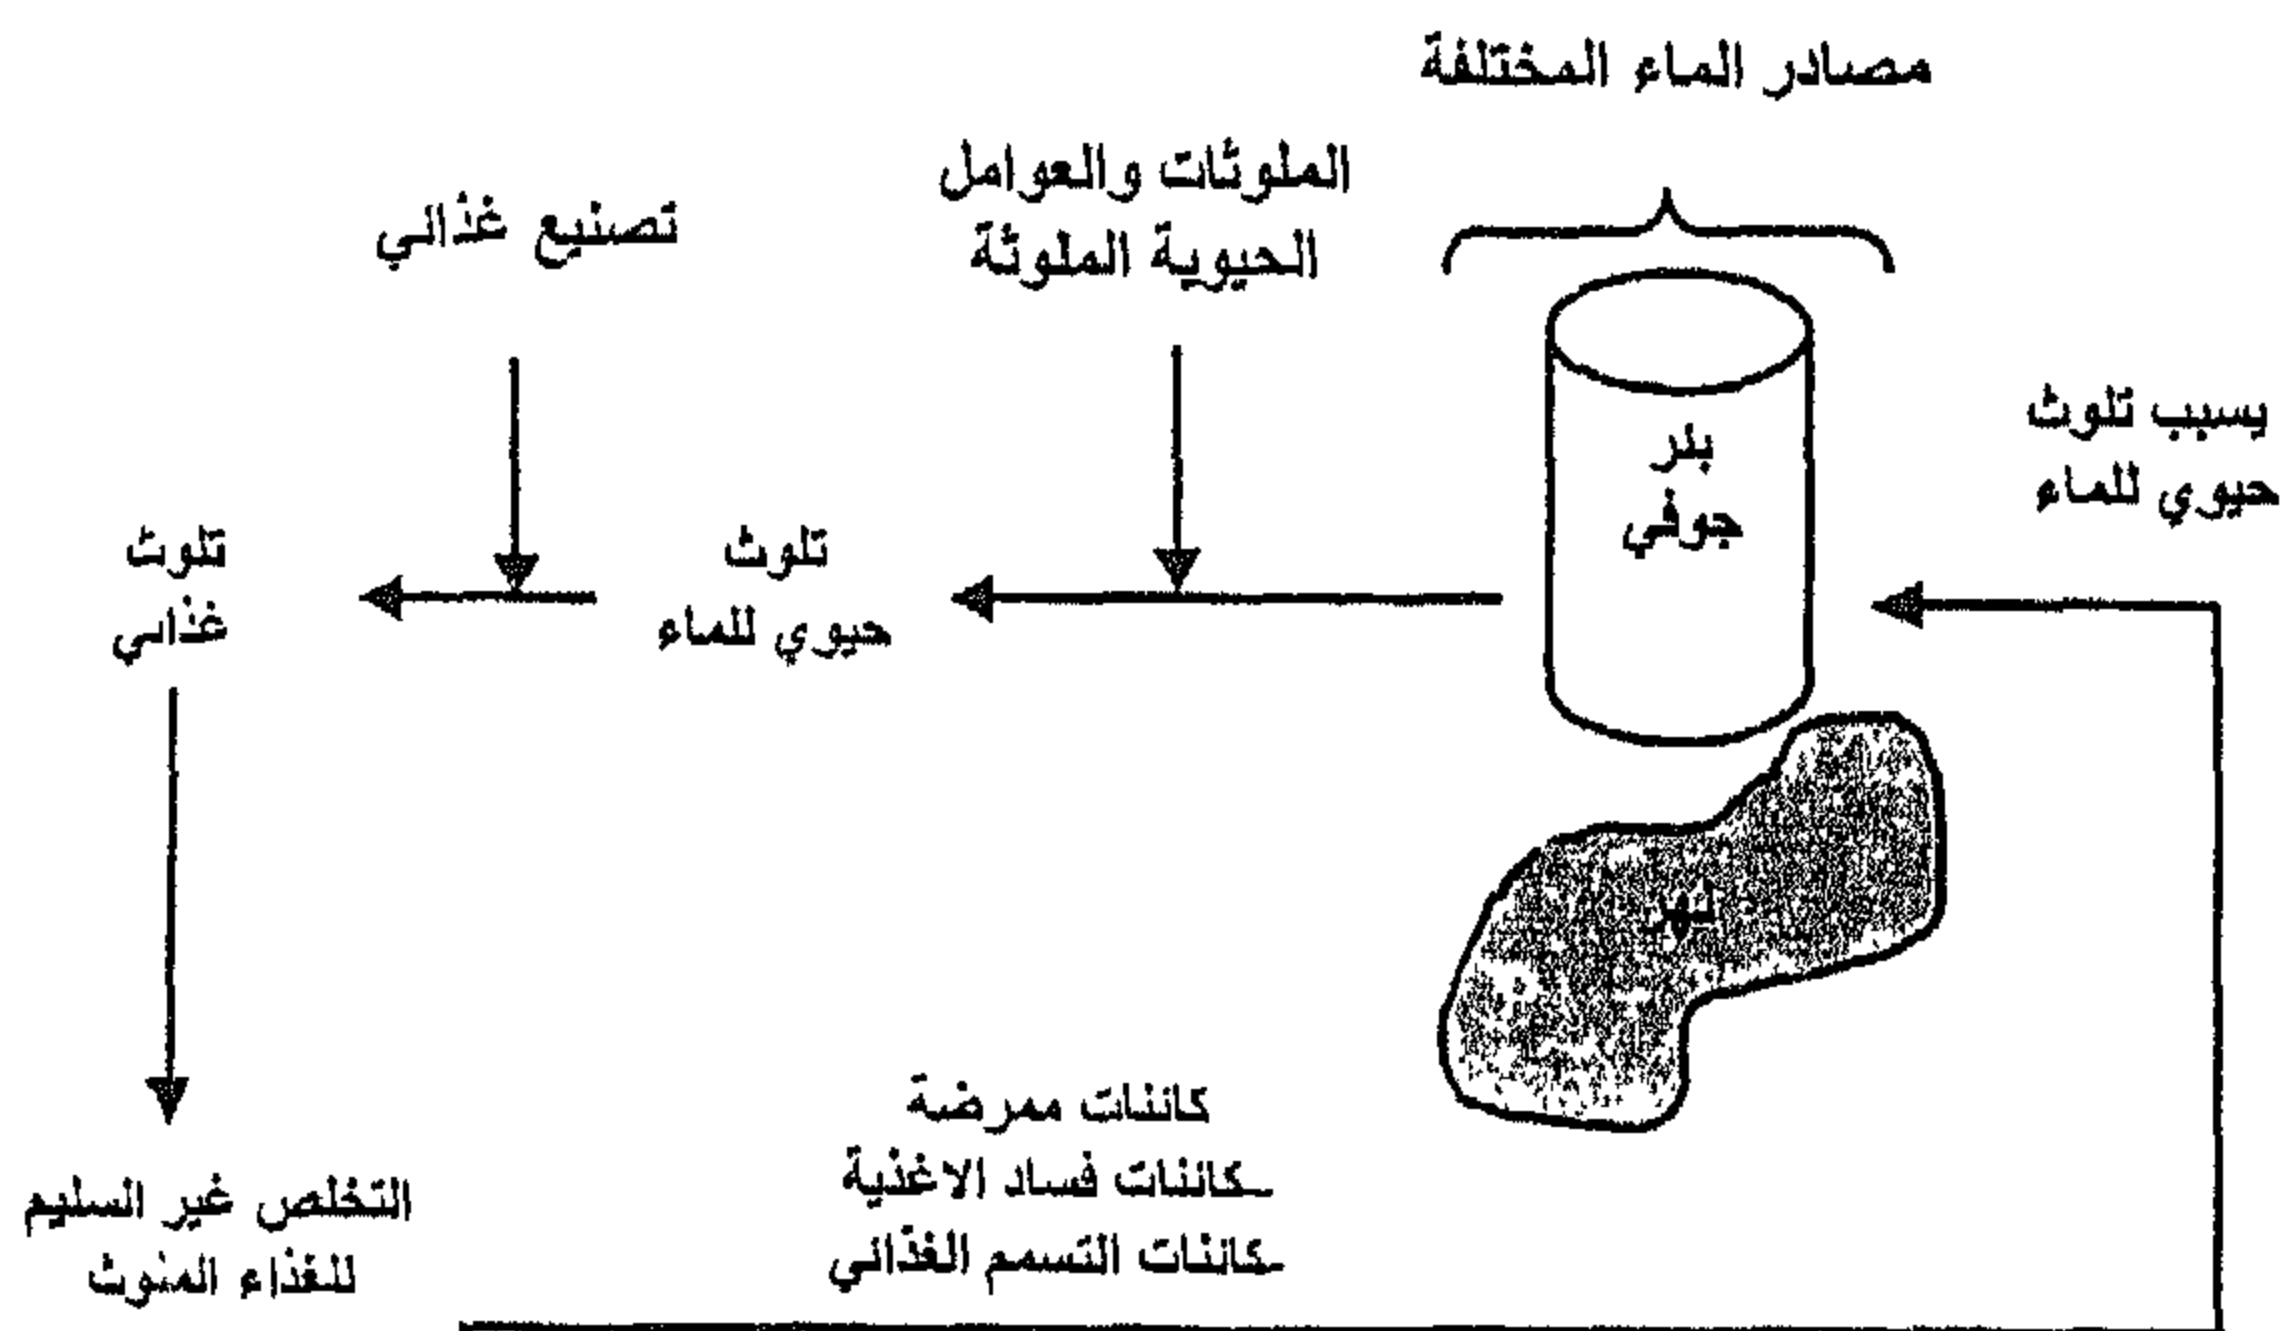 مصادر الماء المختلفة
الملوثات والعوامل
الحيوية الملوثة
تصنيع غذائي
بئر
جوفي
يسبب تلوث
حيوي للماء
تلوث
حيوي للماء
تلوث
غذائي
نهر
كائنات ممرضة
-كائنات فساد الاغذية
-كائنات التسمم الغذائي
التخلص غير السليم
للغذاء الملوث